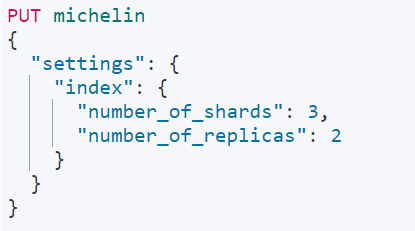 PUT michelin
{
  "settings": {
    "index": {
      "number_of_shards": 3,
      "number_of_replicas": 2
    }
  }
}